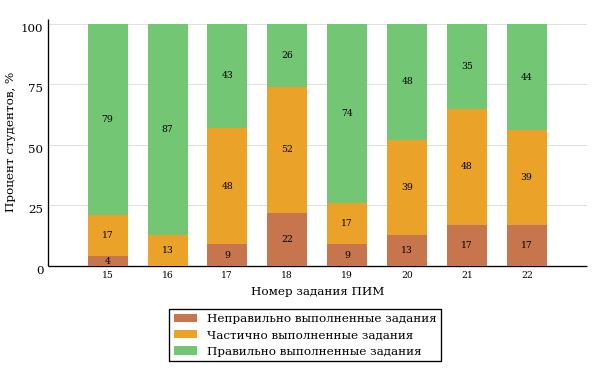 Процент студентов, %
100
75
50
25
0
79 87 43 26 74 48 35 44
17 13 48 52 17 39 48 39
4 9 22 9 13 17 17
15 16 17 18 19 20 21 22
Номер задания ПИМ
Неправильно выполненные задания
Частично выполненные задания
Правильно выполненные задания